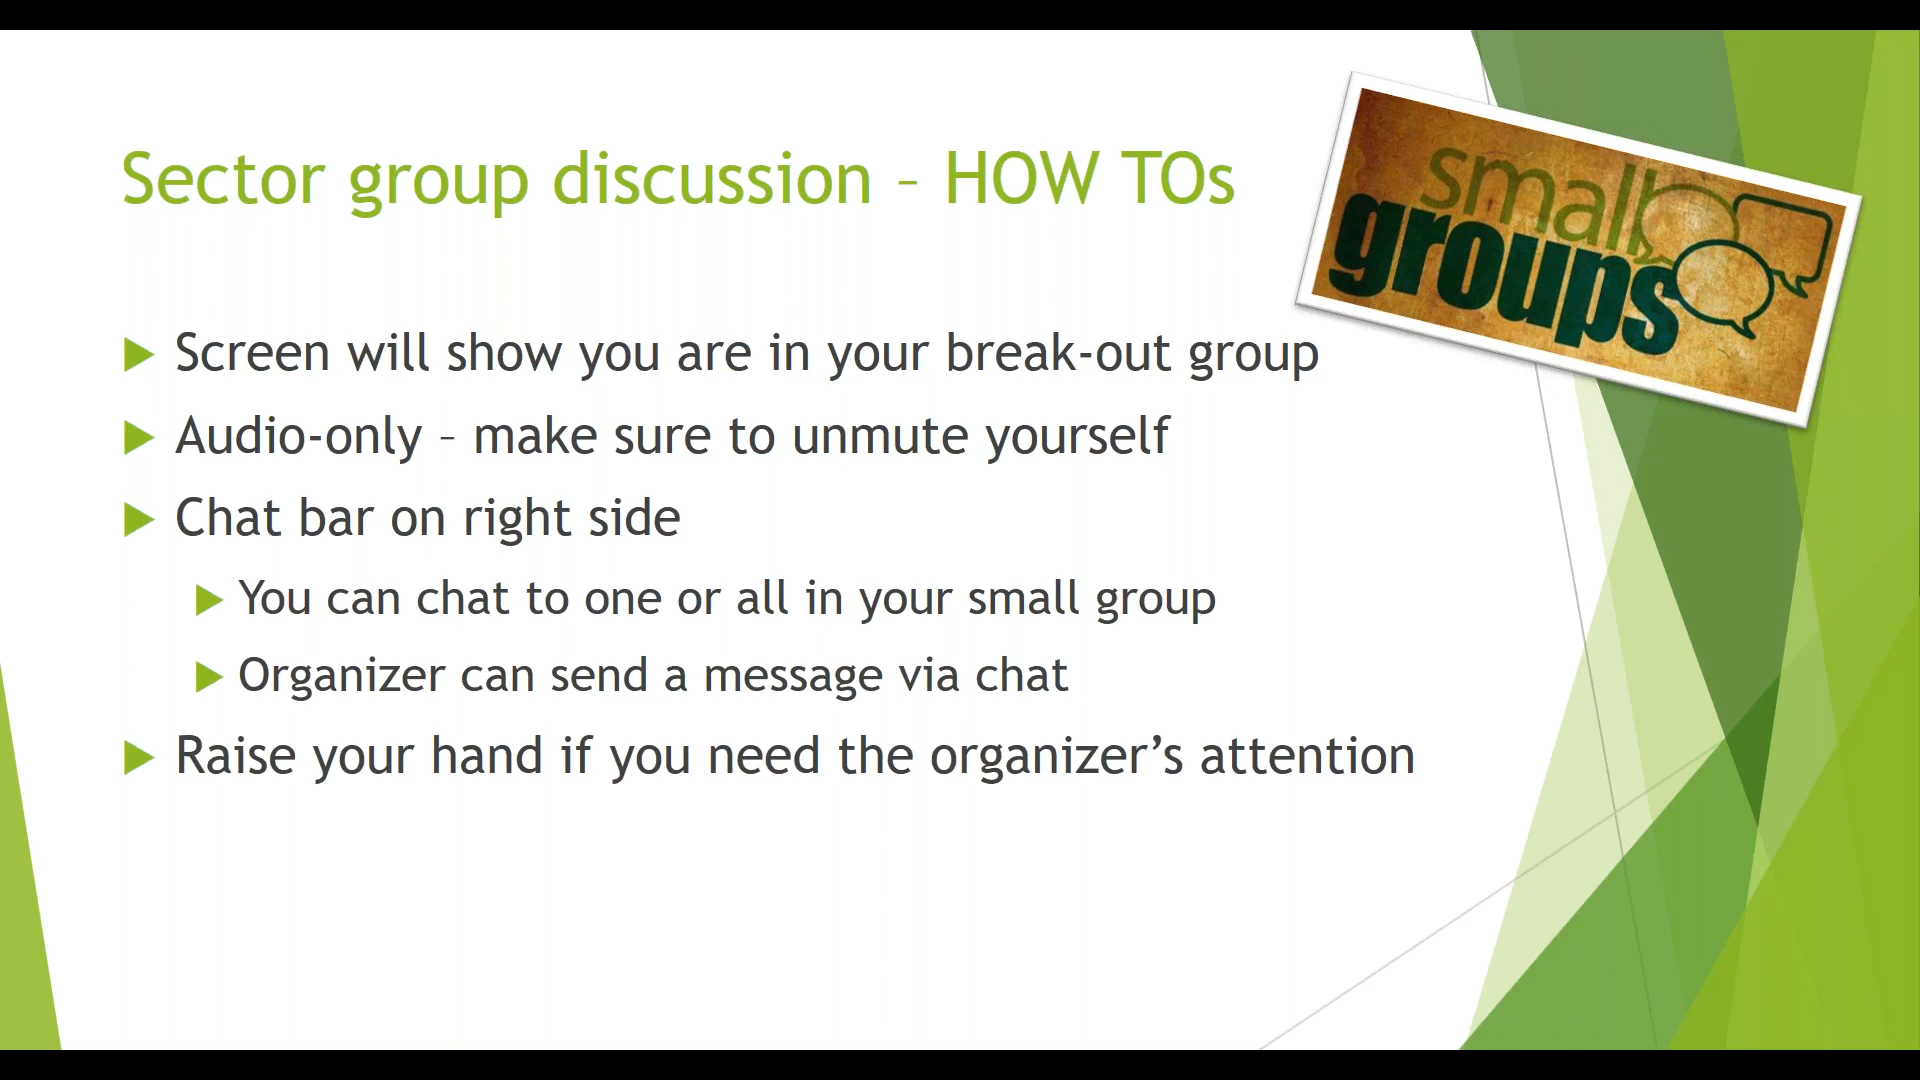 Sector group discussion – HOW TOs
small
groups
Screen will show you are in your break-out group
Audio-only – make sure to unmute yourself
Chat bar on right side
You can chat to one or all in your small group
Organizer can send a message via chat
Raise your hand if you need the organizer’s attention